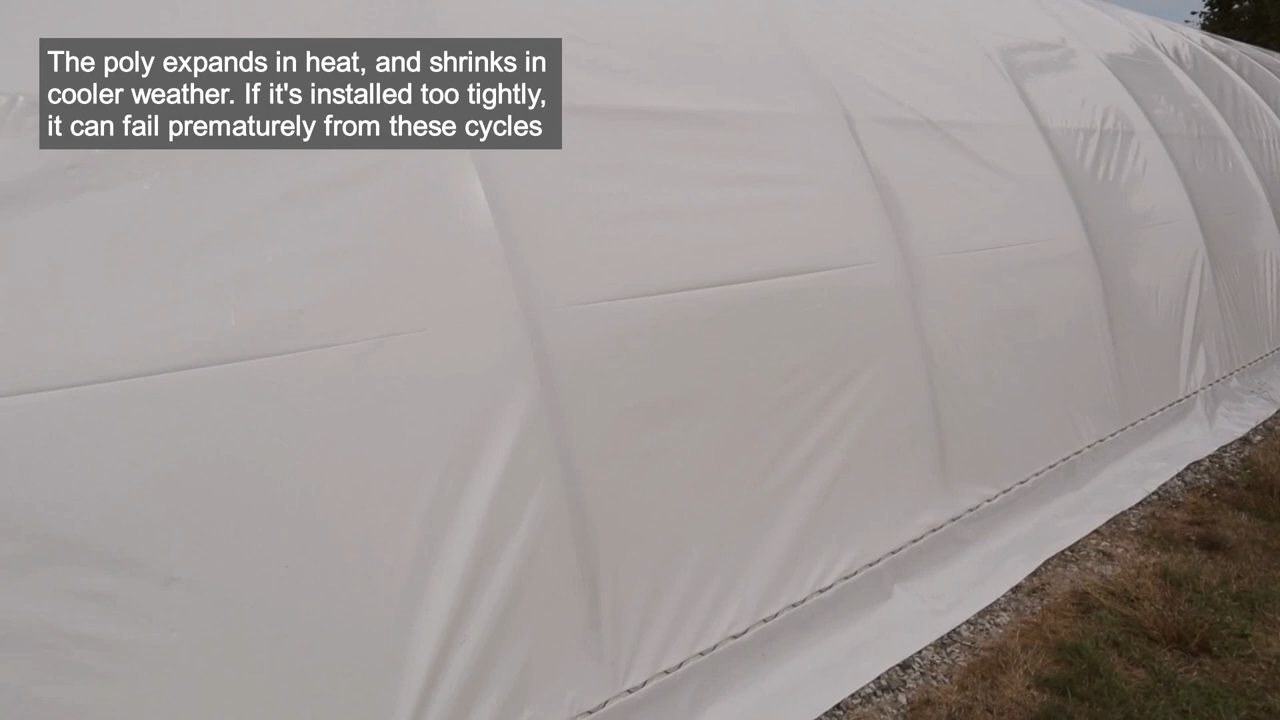 The poly expands in heat, and shrinks in
cooler weather. If it's installed too tightly,
it can fail prematurely from these cycles